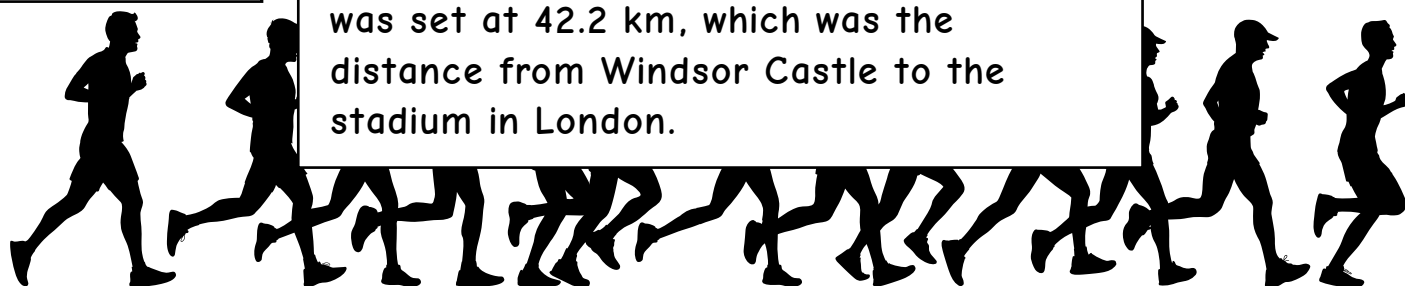 was set at 42.2 km, which was the
distance from Windsor Castle to the
stadium in London.